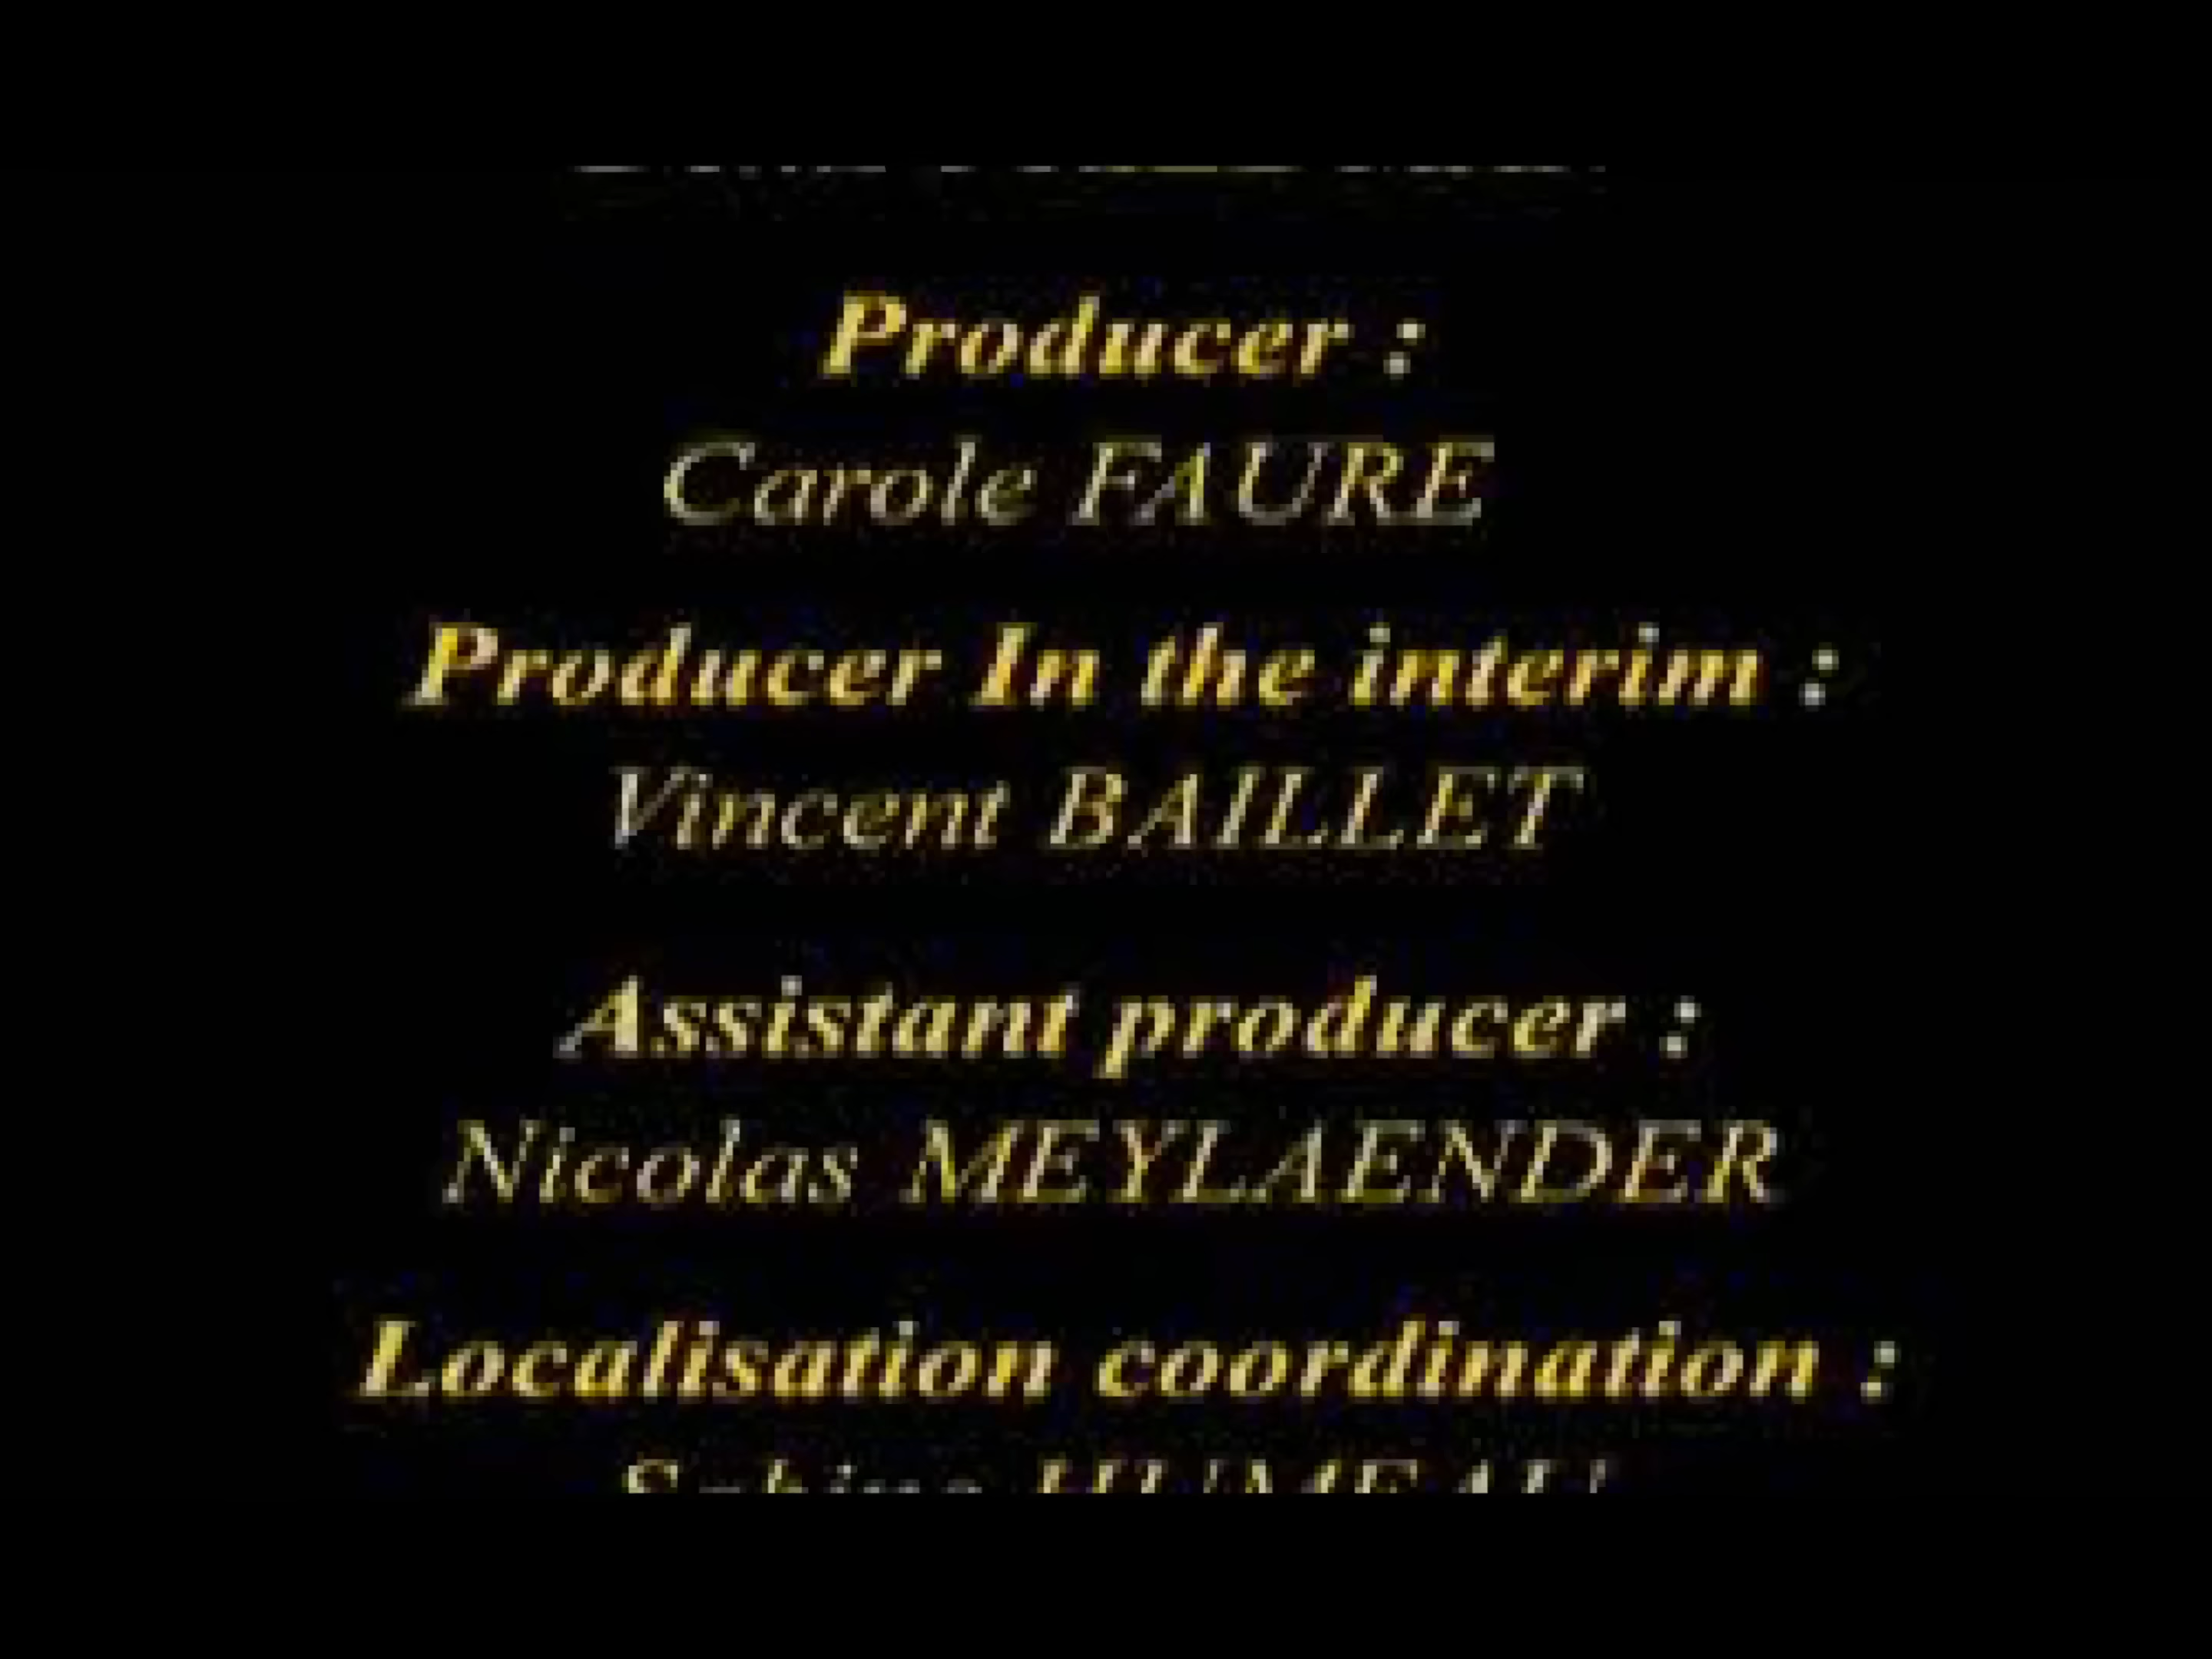 Producer :
Carole FAURE
Producer In the interim :
Vincent BAILLET
Assistant producer :
Nicolas MEYLAENDER
Localisation coordination :